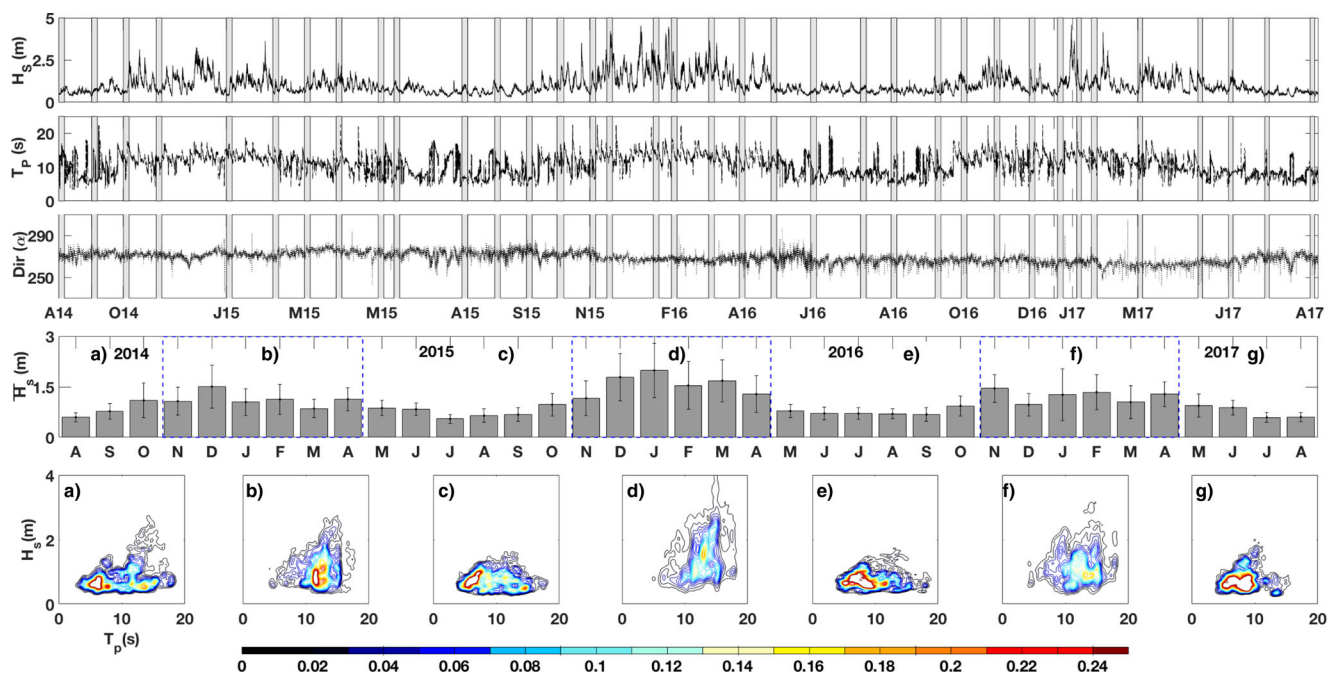 5
2.5
0
H_S (m)
20
10
0
T_P (s)
290
250
Dir (α)
A14 O14 J15 M15 M15 A15 S15 N15 F16 A16 J16 A16 O16 D16 J17 M17 J17 A17
3
1.5
0
H̅_s (m)
a) 2014 b) 2015 c) d) 2016 e) f) 2017 g)
A S O N D J F M A M J J A S O N D J F M A M J J A S O N D J F M A M J J A
a) b) c) d) e) f) g)
4
2
0
H_s(m)
0 10 20 0 10 20 0 10 20 0 10 20 0 10 20 0 10 20 0 10 20
T_p(s)
0 0.02 0.04 0.06 0.08 0.1 0.12 0.14 0.16 0.18 0.2 0.22 0.24